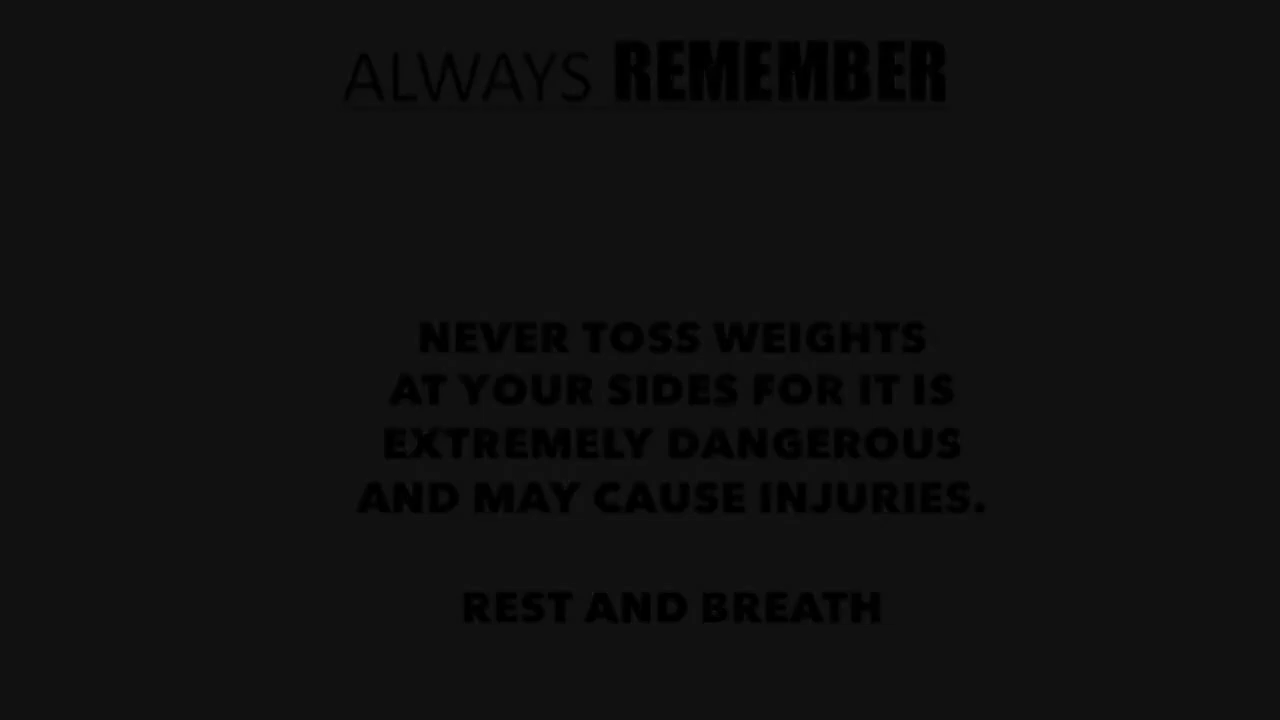 ALWAYS REMEMBER
NEVER TOSS WEIGHTS
AT YOUR SIDES FOR IT IS
EXTREMELY DANGEROUS
AND MAY CAUSE INJURIES.
REST AND BREATH